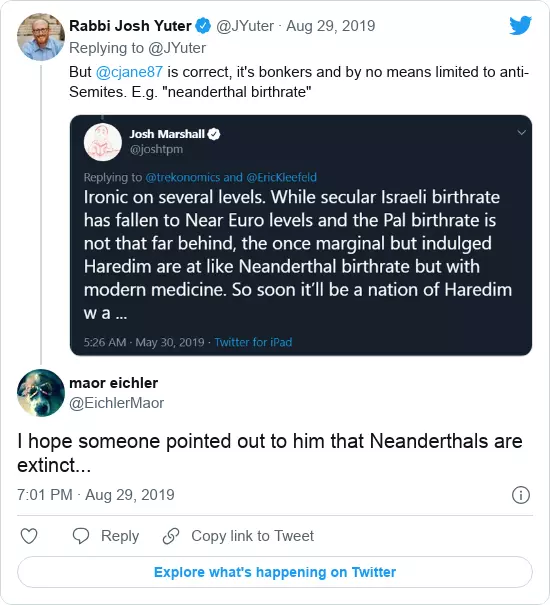 Rabbi Josh Yuter @JYuter · Aug 29, 2019
Replying to @JYuter
But @cjane87 is correct, it's bonkers and by no means limited to anti-
Semites. E.g. "neanderthal birthrate"
Josh Marshall
@joshtpm
Replying to @trekonomics and @EricKleefeld
Ironic on several levels. While secular Israeli birthrate
has fallen to Near Euro levels and the Pal birthrate is
not that far behind, the once marginal but indulged
Haredim are at like Neanderthal birthrate but with
modern medicine. So soon it'll be a nation of Haredim
w a ...
5:26 AM · May 30, 2019 · Twitter for iPad
maor eichler
@EichlerMaor
I hope someone pointed out to him that Neanderthals are
extinct...
7:01 PM · Aug 29, 2019
Reply Copy link to Tweet
Explore what's happening on Twitter